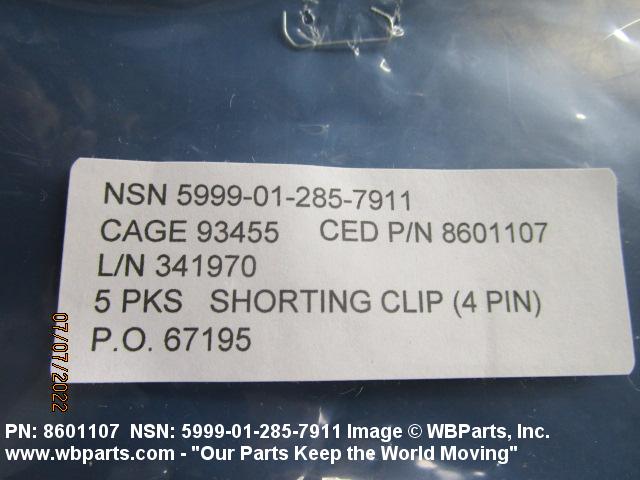 NSN 5999-01-285-7911
CAGE 93455 CED P/N 8601107
L/N 341970
5 PKS SHORTING CLIP (4 PIN)
P.O. 67195
07/07/2022
PN: 8601107 NSN: 5999-01-285-7911 Image © WBParts, Inc.
www.wbparts.com - "Our Parts Keep the World Moving"